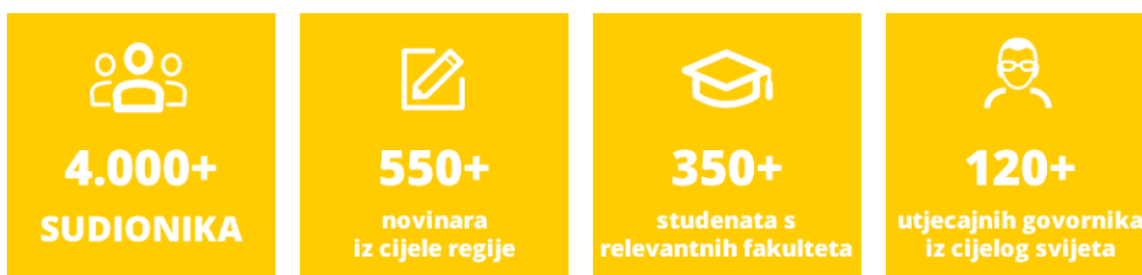 4.000+
SUDIONIKA
550+
novinara
iz cijele regije
350+
studenata s
relevantnih fakulteta
120+
utjecajnih govornika
iz cijelog svijeta